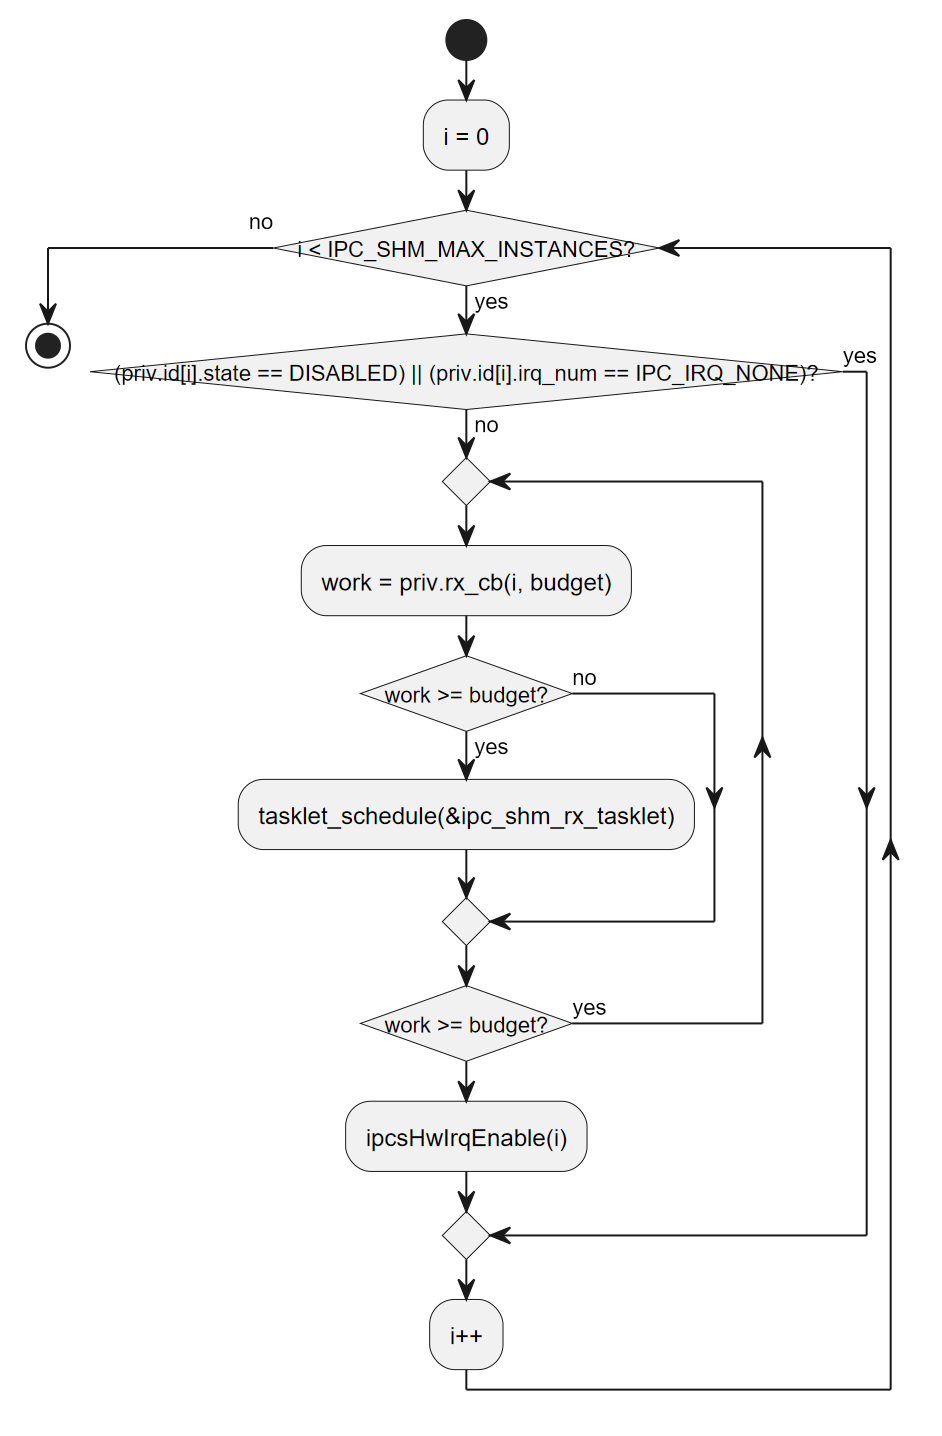 i = 0
no
i < IPC_SHM_MAX_INSTANCES?
yes
(priv.id[i].state == DISABLED) || (priv.id[i].irq_num == IPC_IRQ_NONE)?
yes
no
work = priv.rx_cb(i, budget)
work >= budget?
no
yes
tasklet_schedule(&ipc_shm_rx_tasklet)
work >= budget?
yes
ipcsHwIrqEnable(i)
i++